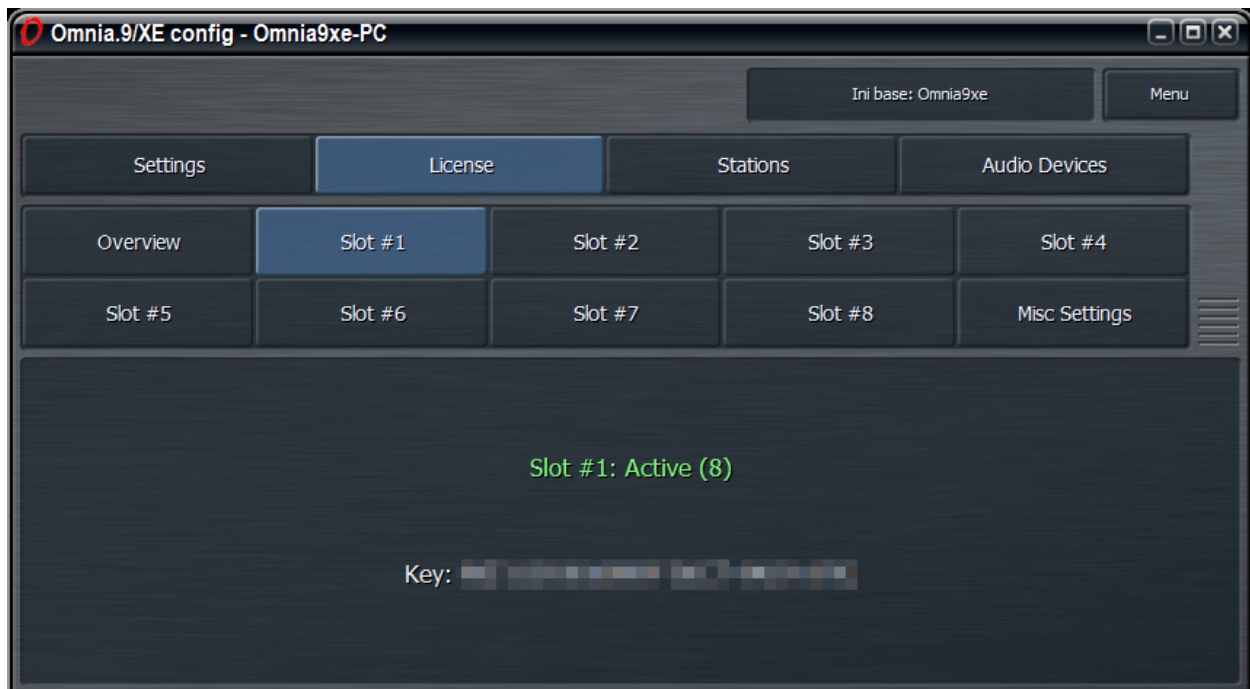 Omnia.9/XE config - Omnia9xe-PC
Ini base: Omnia9xe
Menu
Settings
License
Stations
Audio Devices
Overview
Slot #1
Slot #2
Slot #3
Slot #4
Slot #5
Slot #6
Slot #7
Slot #8
Misc Settings
Slot #1: Active (8)
Key: